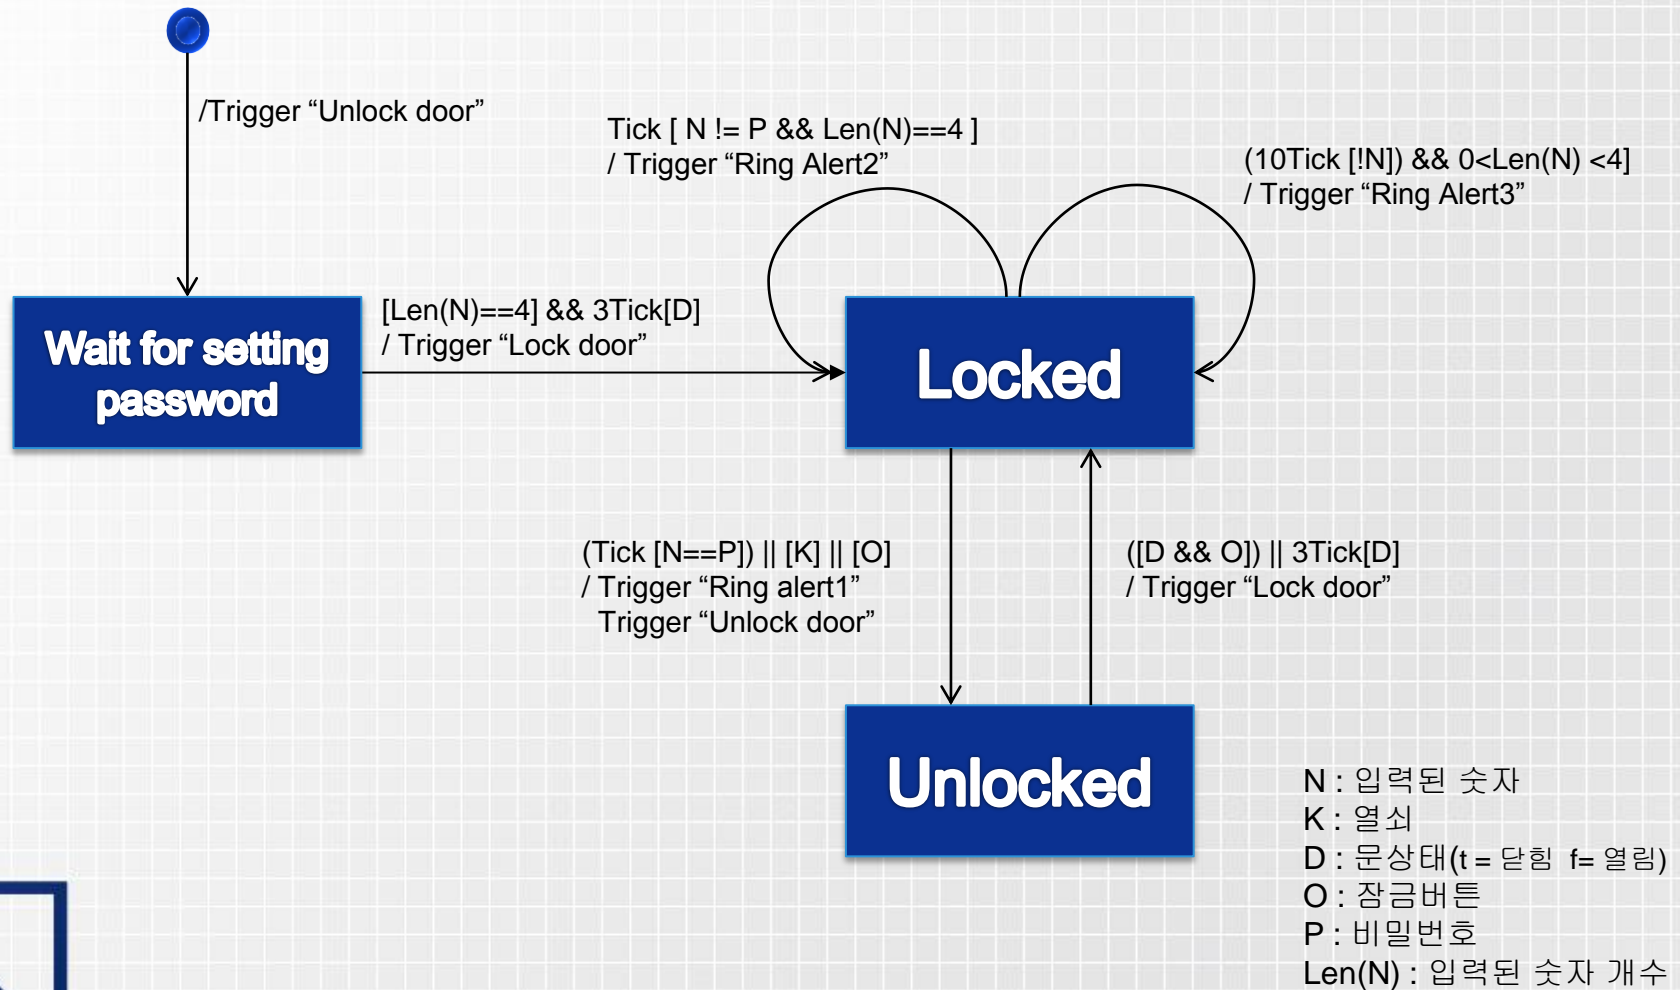 /Trigger “Unlock door”
Tick [ N != P && Len(N)==4 ]
/ Trigger “Ring Alert2”
(10Tick [!N]) && 0<Len(N) <4]
/ Trigger “Ring Alert3”
Wait for setting
password
[Len(N)==4] && 3Tick[D]
/ Trigger “Lock door”
Locked
(Tick [N==P]) || [K] || [O]
/ Trigger “Ring alert1”
Trigger “Unlock door”
([D && O]) || 3Tick[D]
/ Trigger “Lock door”
Unlocked
N : 입력된 숫자
K : 열쇠
D : 문상태(t = 닫힘 f= 열림)
O : 잠금버튼
P : 비밀번호
Len(N) : 입력된 숫자 개수